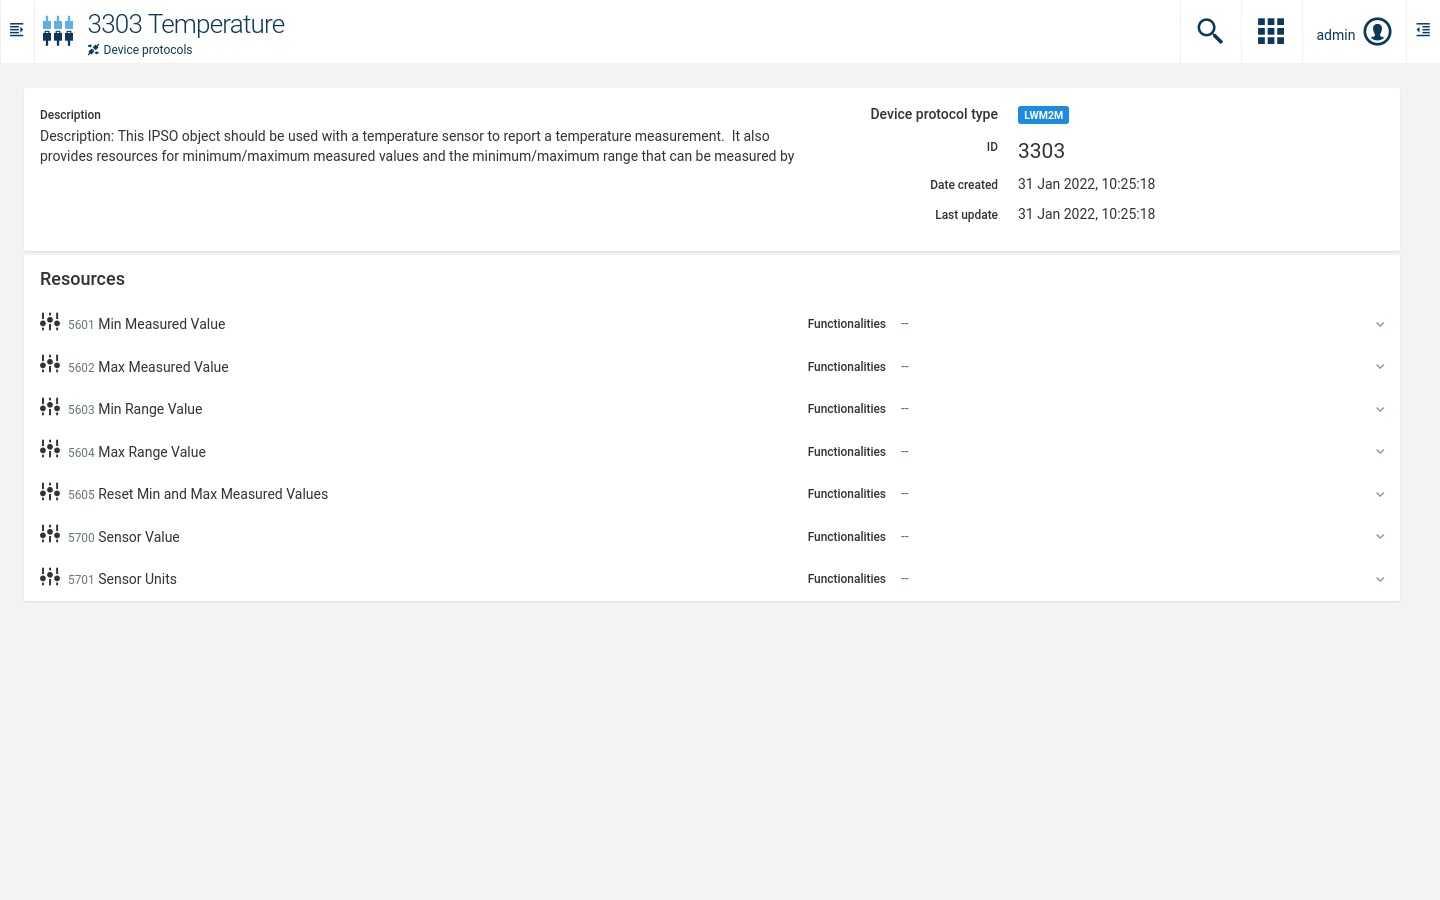 3303 Temperature
Device protocols
admin
Description
Description: This IPSO object should be used with a temperature sensor to report a temperature measurement.  It also
provides resources for minimum/maximum measured values and the minimum/maximum range that can be measured by
Device protocol type LWM2M
ID 3303
Date created 31 Jan 2022, 10:25:18
Last update 31 Jan 2022, 10:25:18
Resources
5601 Min Measured Value Functionalities --
5602 Max Measured Value Functionalities --
5603 Min Range Value Functionalities --
5604 Max Range Value Functionalities --
5605 Reset Min and Max Measured Values Functionalities --
5700 Sensor Value Functionalities --
5701 Sensor Units Functionalities --